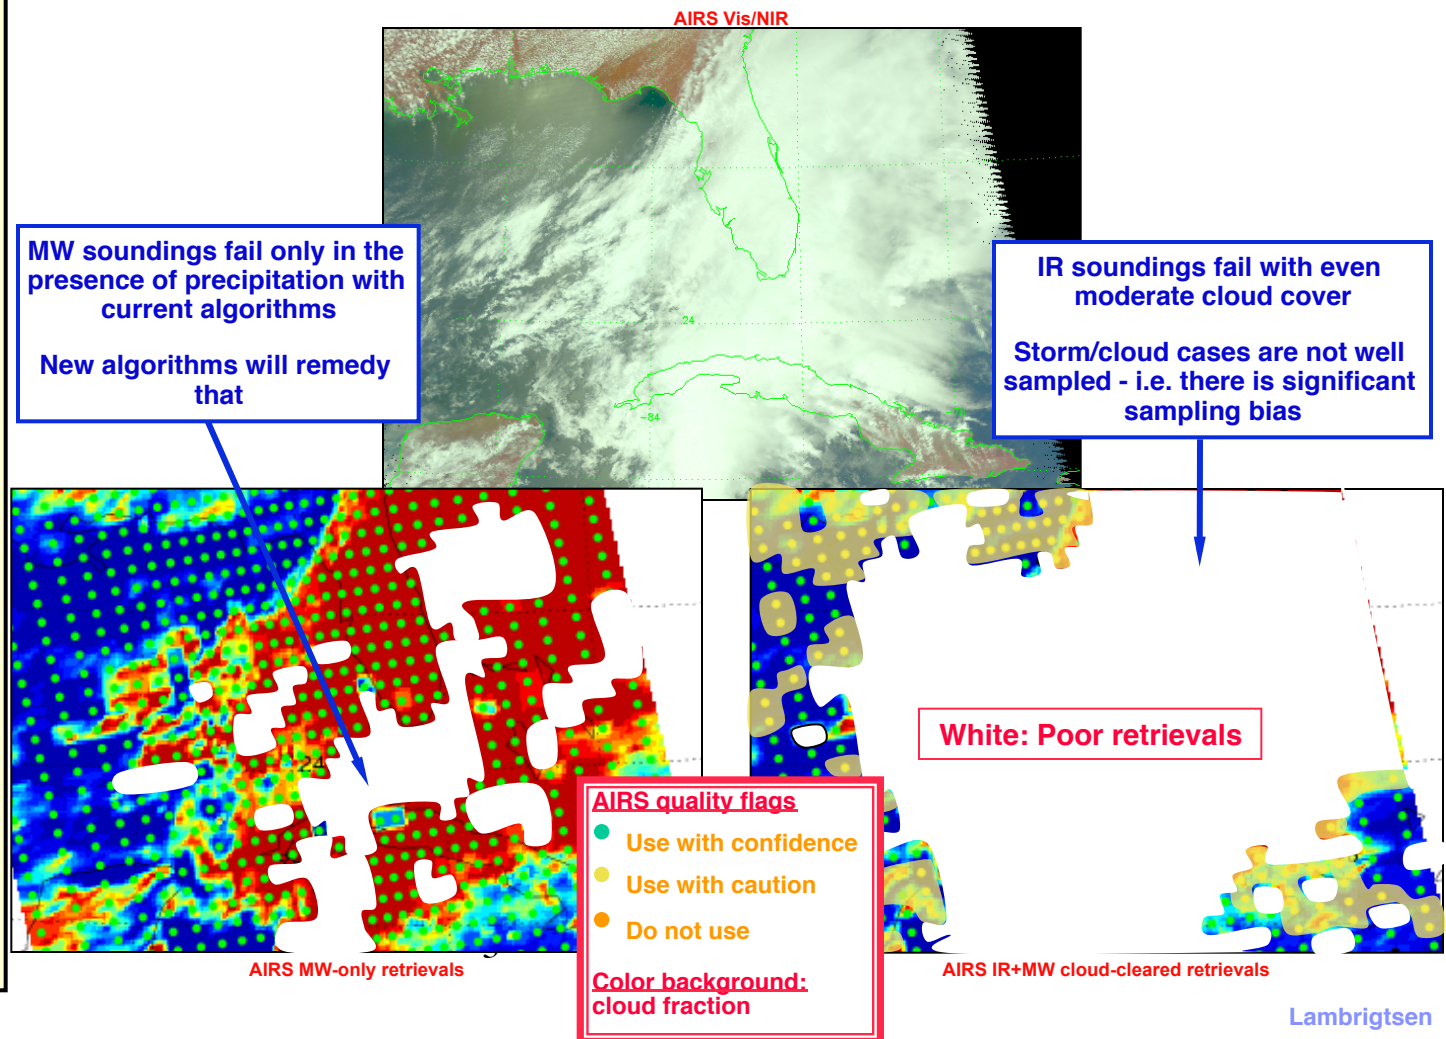 AIRS Vis/NIR
MW soundings fail only in the
presence of precipitation with
current algorithms
New algorithms will remedy
that
IR soundings fail with even
moderate cloud cover
Storm/cloud cases are not well
sampled - i.e. there is significant
sampling bias
24
-84
24
White: Poor retrievals
AIRS quality flags
Use with confidence
Use with caution
Do not use
Color background:
cloud fraction
AIRS MW-only retrievals
AIRS IR+MW cloud-cleared retrievals
Lambrigtsen